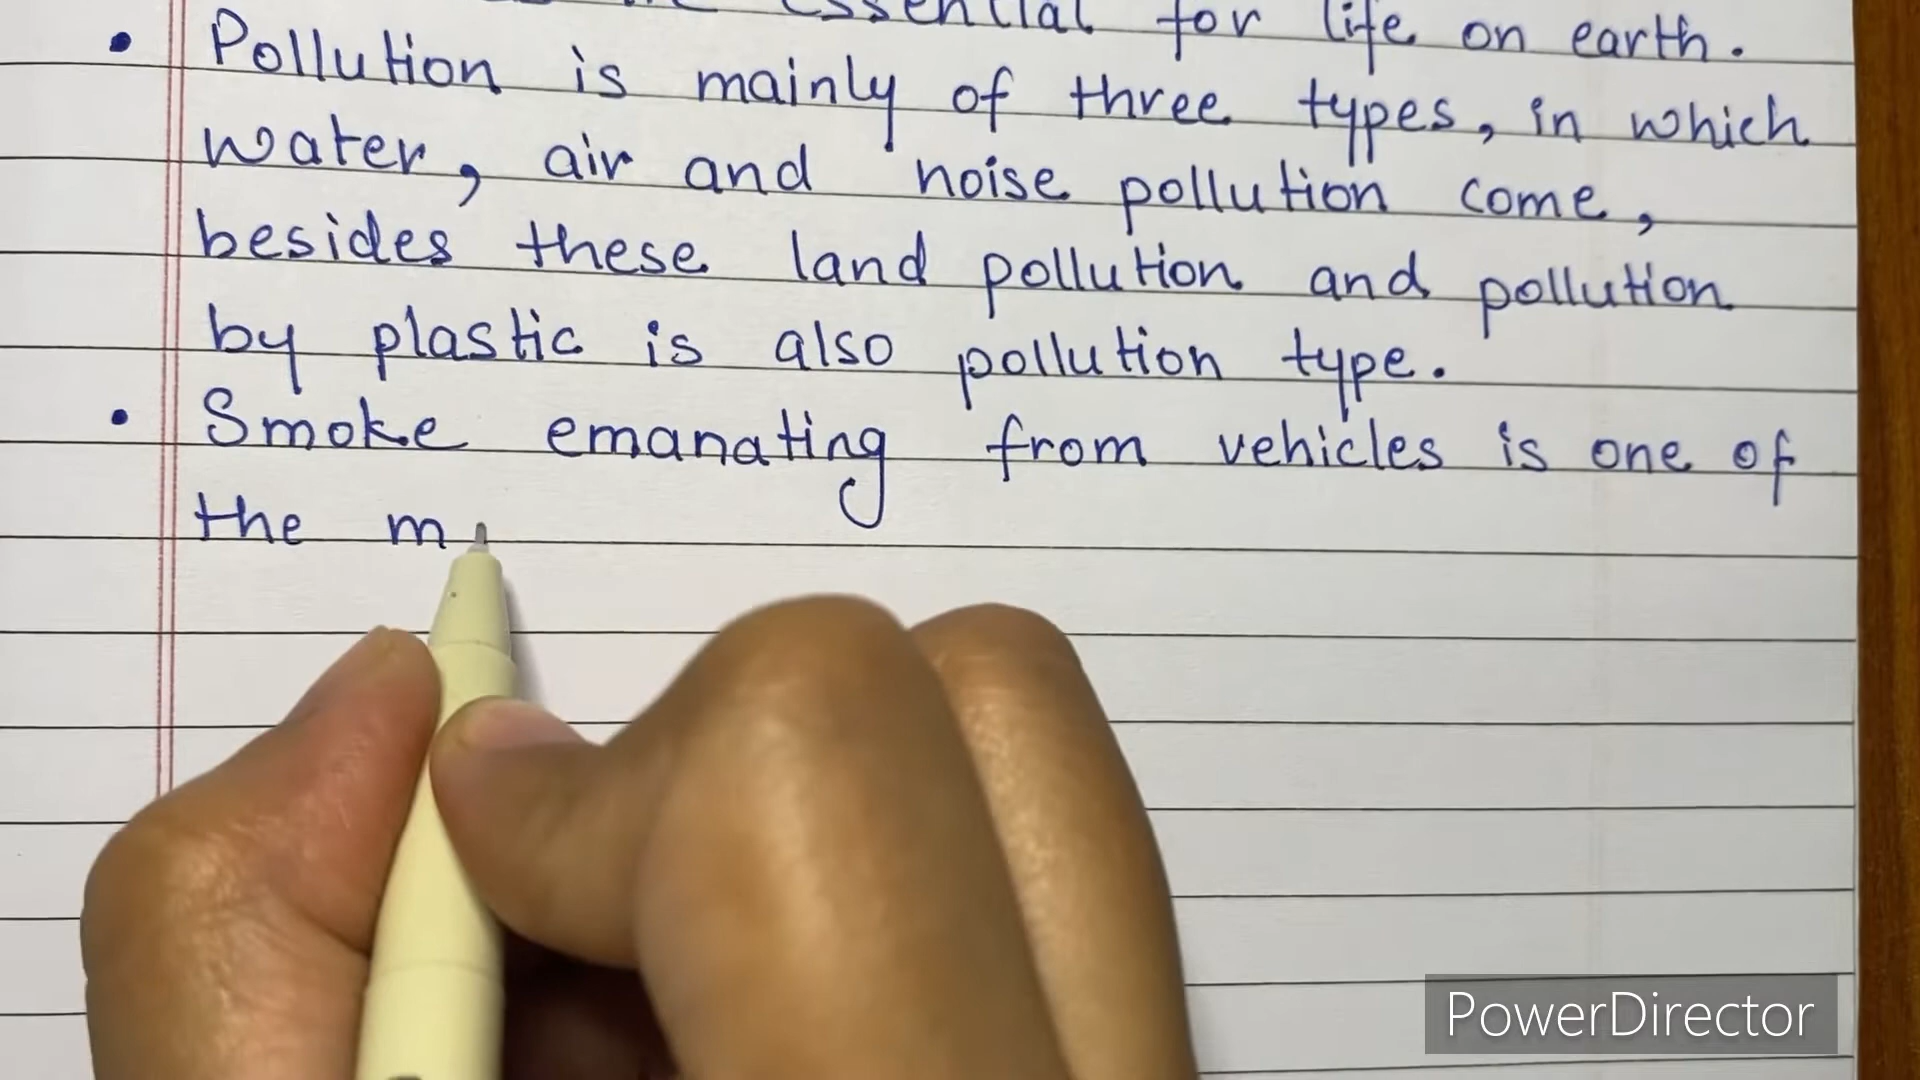 essential for life on earth.
• Pollution is mainly of three types, in which
water, air and noise pollution come,
besides these land pollution and pollution
by plastic is also pollution type.
• Smoke emanating from vehicles is one of
the m
PowerDirector